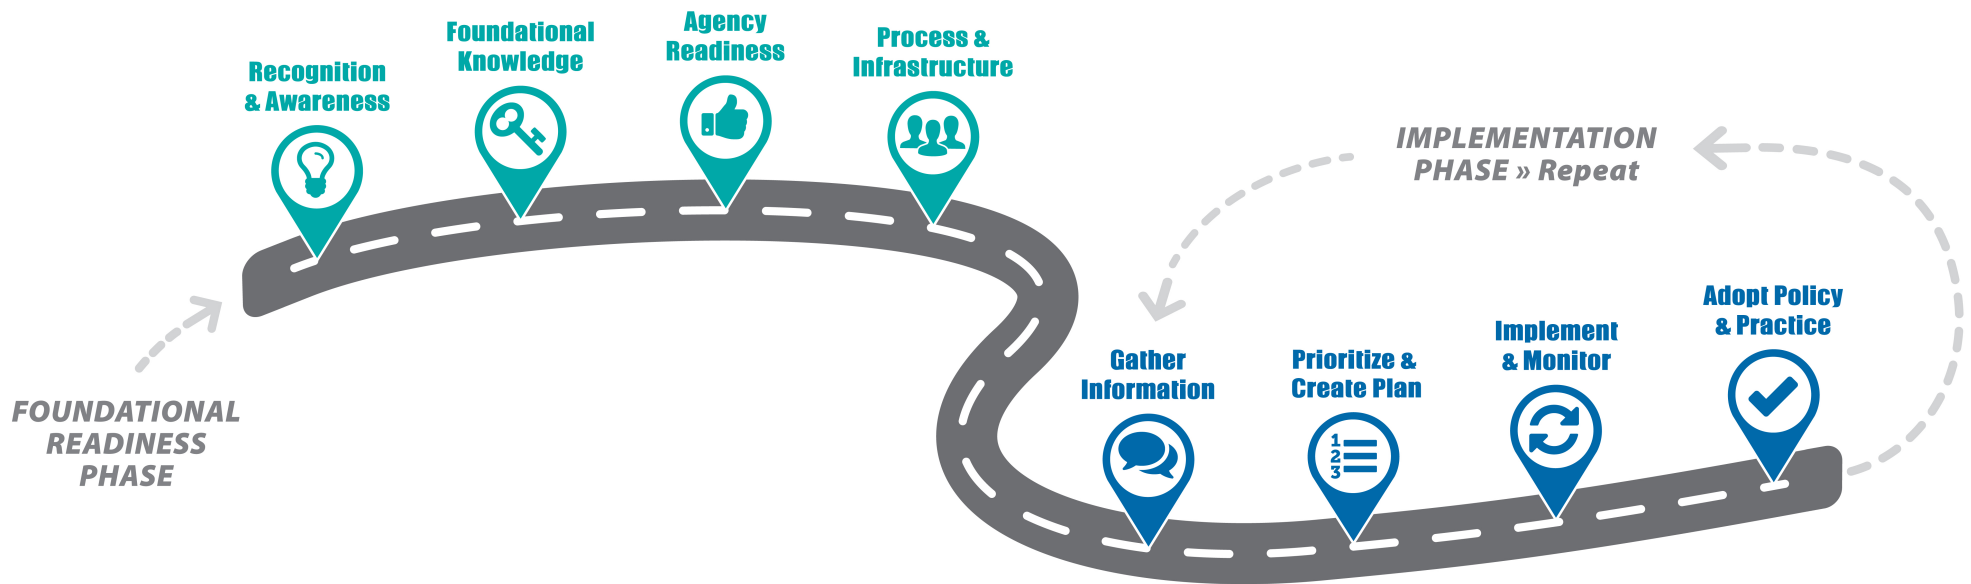 Recognition
& Awareness
Foundational
Knowledge
Agency
Readiness
Process &
Infrastructure
FOUNDATIONAL
READINESS
PHASE
IMPLEMENTATION
PHASE » Repeat
Gather
Information
Prioritize &
Create Plan
1
2
3
Implement
& Monitor
Adopt Policy
& Practice